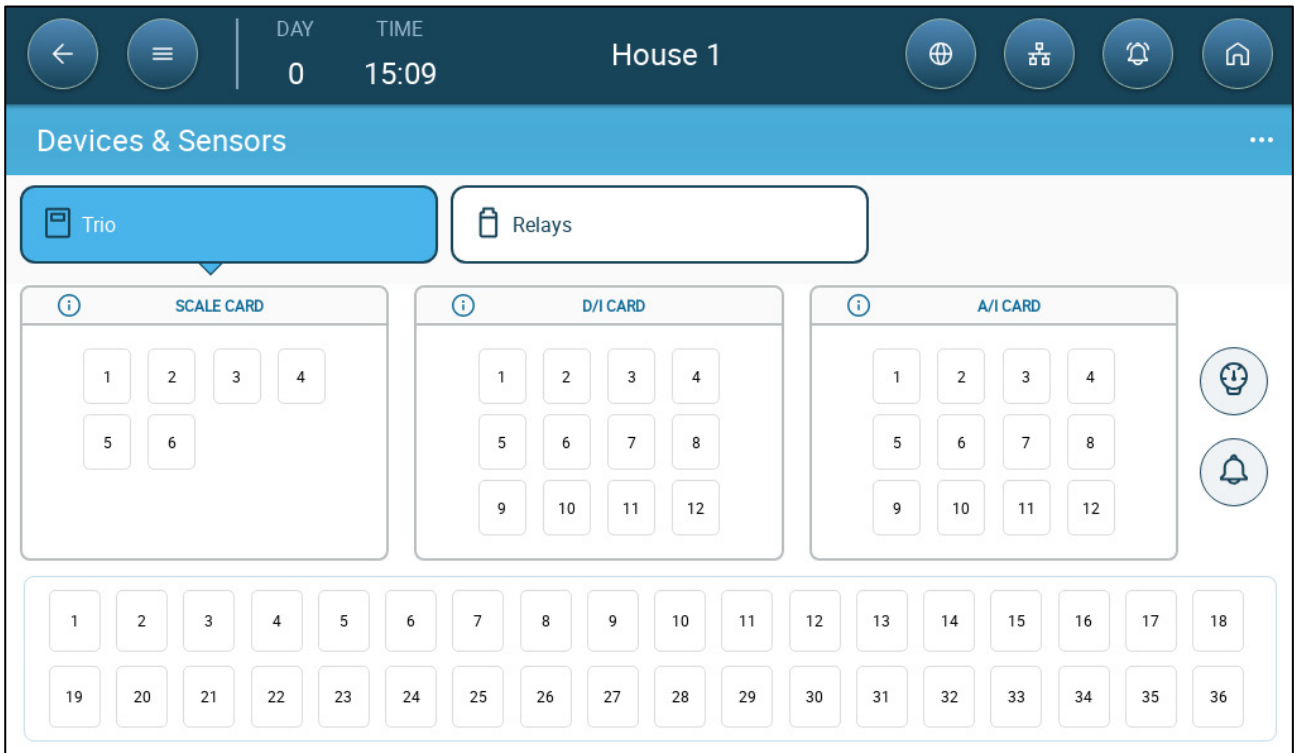 DAY TIME
0 15:09 House 1
Devices & Sensors
Trio Relays
SCALE CARD D/I CARD A/I CARD
1 2 3 4 1 2 3 4 1 2 3 4
5 6 5 6 7 8 5 6 7 8
9 10 11 12 9 10 11 12
1 2 3 4 5 6 7 8 9 10 11 12 13 14 15 16 17 18
19 20 21 22 23 24 25 26 27 28 29 30 31 32 33 34 35 36